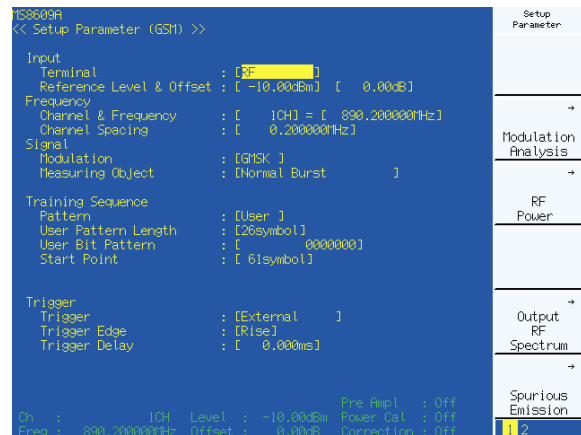 MS8609A
<< Setup Parameter (GSM) >>
Input
Terminal : [RF ]
Reference Level & Offset : [ -10.00dBm] [ 0.00dB]
Frequency
Channel & Frequency : [ 1CH] = [ 890.200000MHz]
Channel Spacing : [ 0.200000MHz]
Signal
Modulation : [GMSK ]
Measuring Object : [Normal Burst ]
Training Sequence
Pattern : [User ]
User Pattern Length : [26symbol]
User Bit Pattern : [ 0000000]
Start Point : [ 61symbol]
Trigger
Trigger : [External ]
Trigger Edge : [Rise]
Trigger Delay : [ 0.000ms]
Pre Ampl : Off
Ch : 1CH Level : -10.00dBm Power Cal : Off
Freq : 890.200000MHz Offset : 0.00dB Correction : Off
Setup
Parameter
→
Modulation
Analysis
→
RF
Power
→
Output
RF
Spectrum
→
Spurious
Emission
1 2